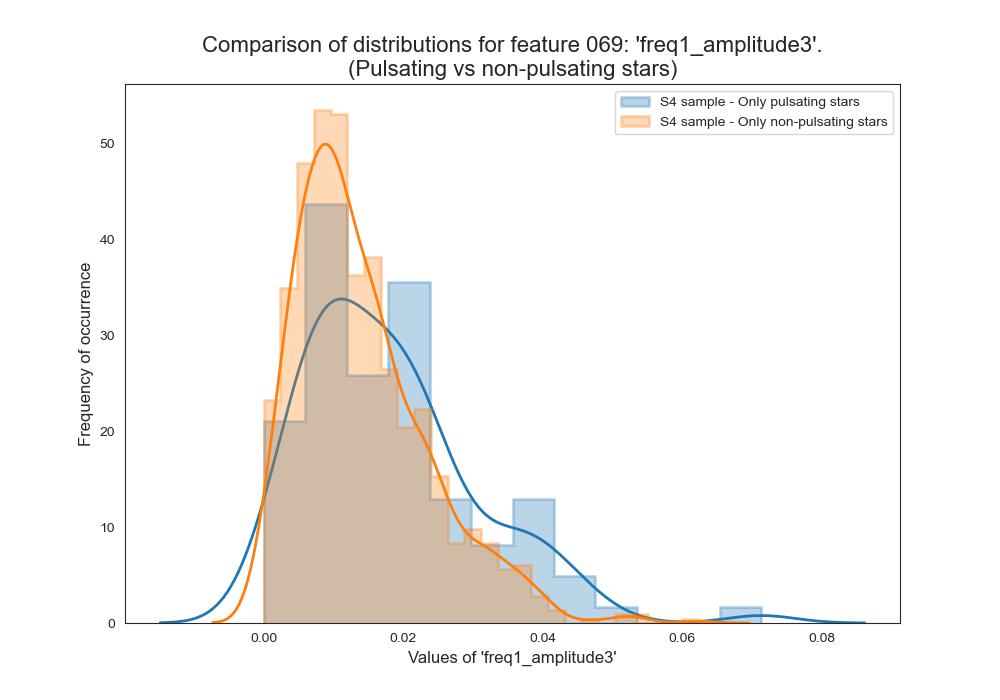 Comparison of distributions for feature 069: 'freq1_amplitude3'.
(Pulsating vs non-pulsating stars)
S4 sample - Only pulsating stars
S4 sample - Only non-pulsating stars
Frequency of occurrence
50
40
30
20
10
0
0.00 0.02 0.04 0.06 0.08
Values of 'freq1_amplitude3'